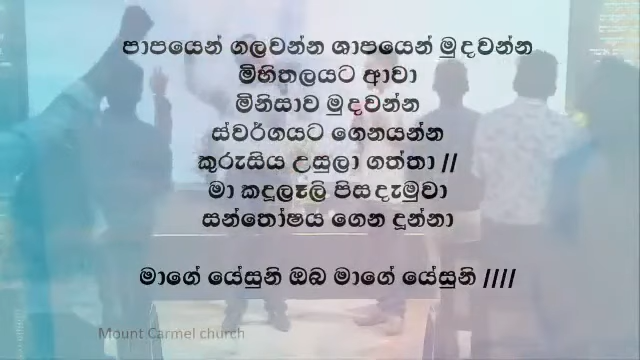 පාපයෙන් ගලවන්න ශාපයෙන් මුදවන්න
මිහිතලයට ආවා
මිනිසාව මුදවන්න
ස්වර්ගයට ගෙනයන්න
කුරුසිය උසුලා ගත්තා //
මා කදූලැලි පිසදැමුවා
සන්තෝෂය ගෙන දූන්නා
මාගේ යේසුනි ඔබ මාගේ යේසුනි ////
Mount Carmel church